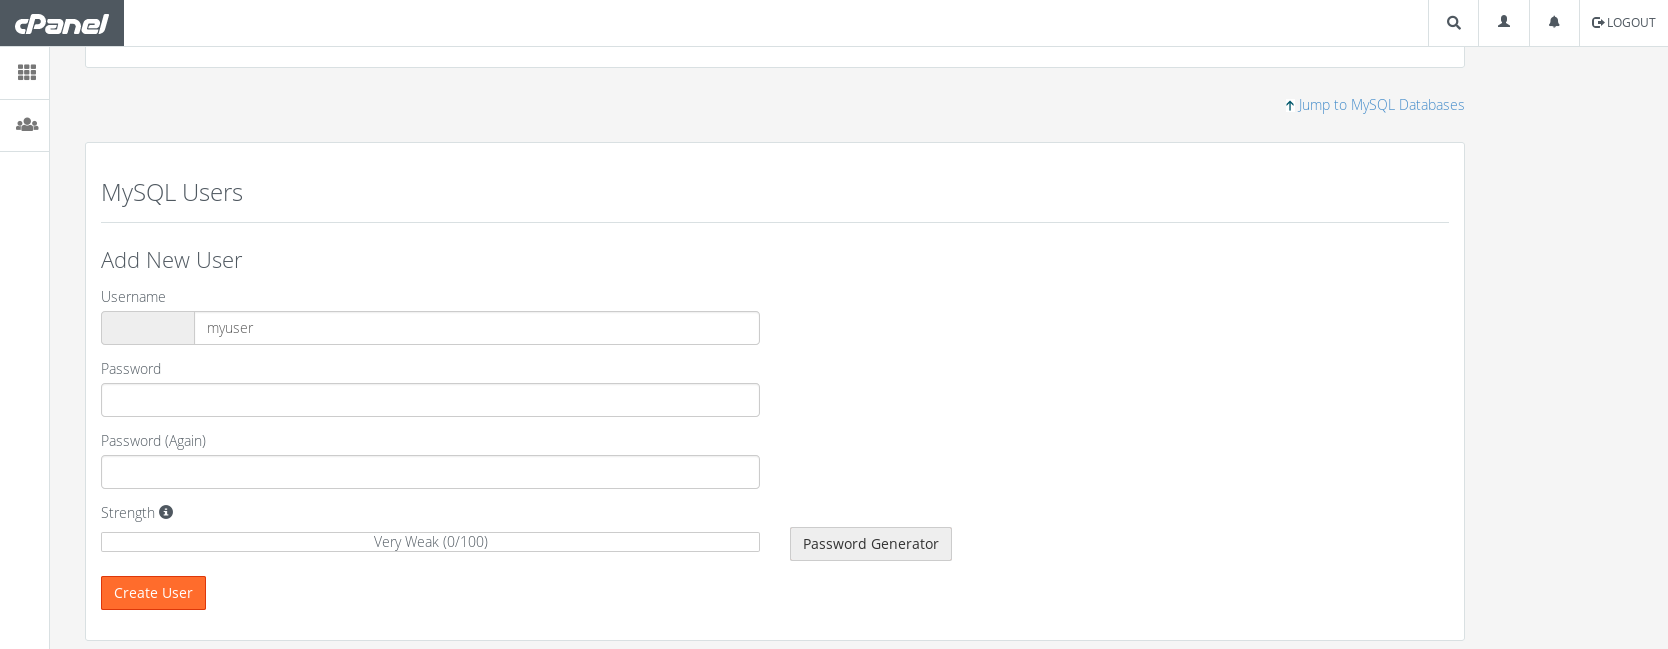 cPanel
LOGOUT
Jump to MySQL Databases
MySQL Users
Add New User
Username
myuser
Password
Password (Again)
Strength
Very Weak (0/100)
Password Generator
Create User